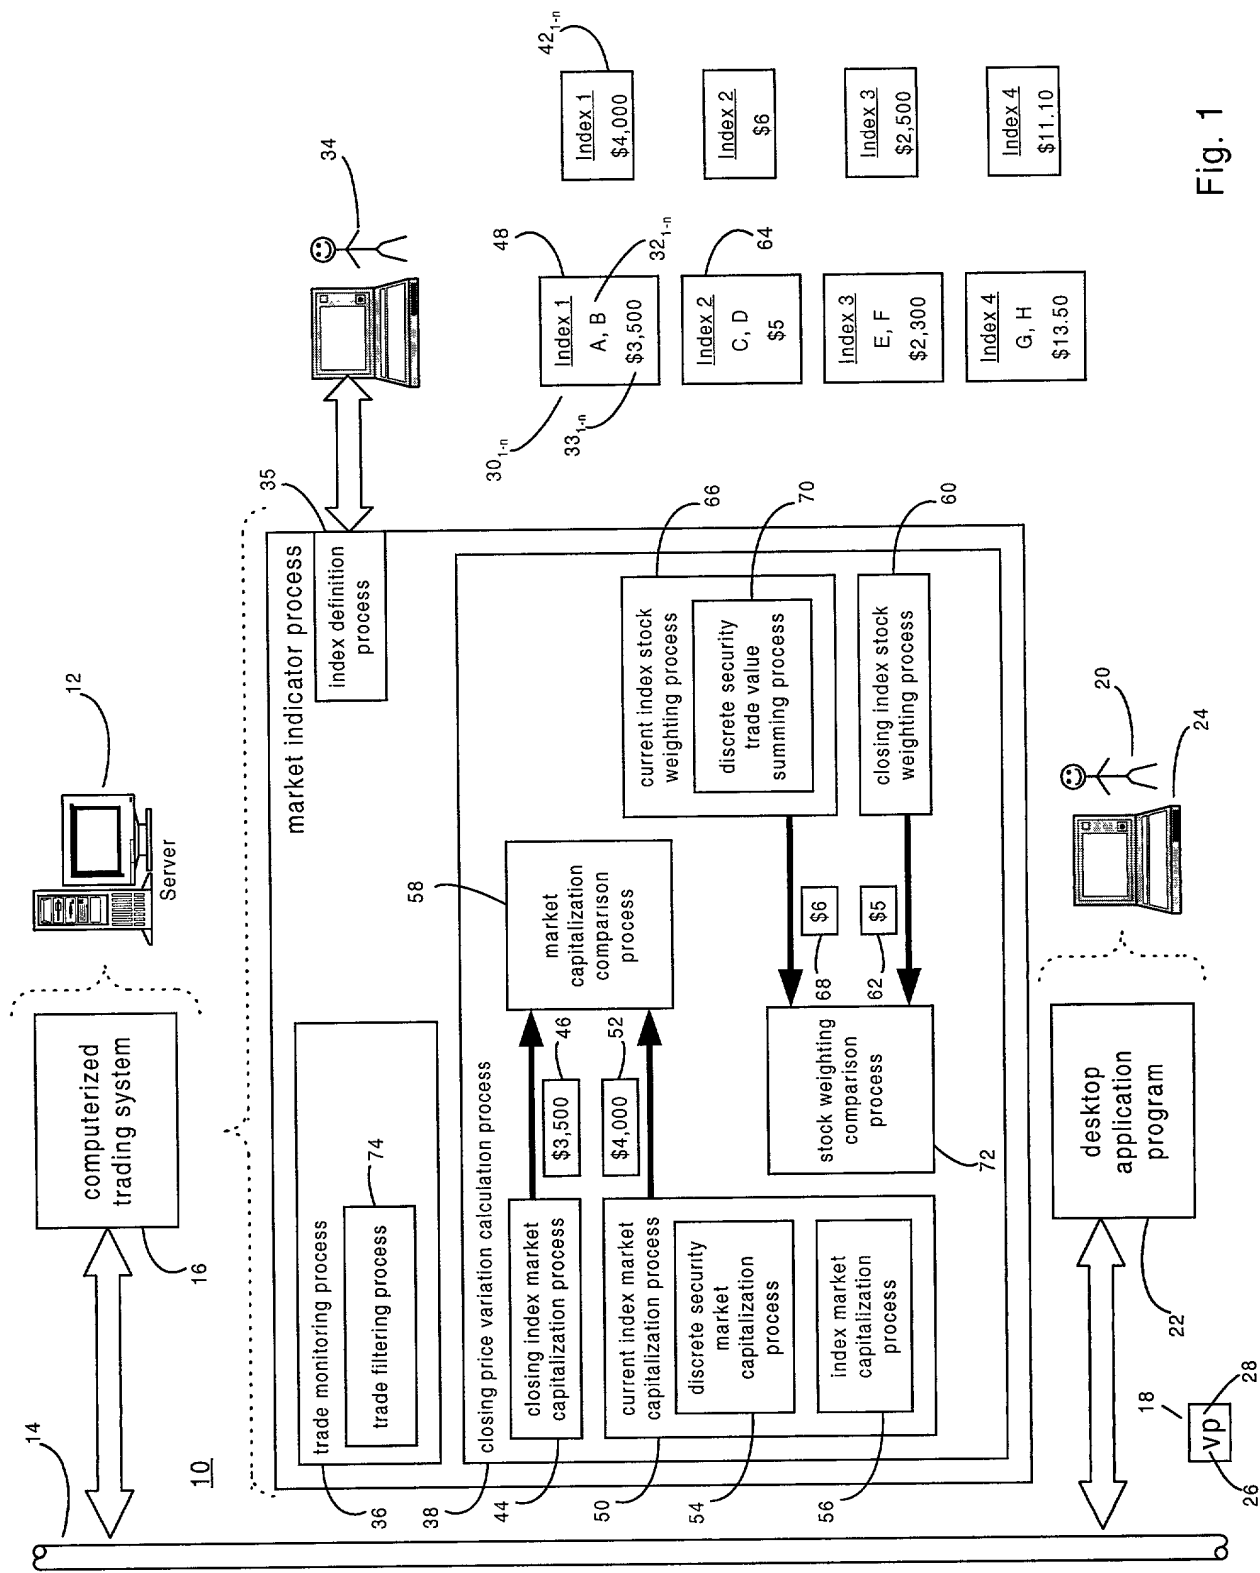 14
10
16
computerized
trading system
12
Server
market indicator process
35
index definition
process
34
36
trade monitoring process
74
trade filtering process
38
closing price variation calculation process
44
closing index market
capitalization process
$3,500
46
50
current index market
capitalization process
$4,000
52
54
discrete security
market
capitalization
process
56
index market
capitalization
process
58
market
capitalization
comparison
process
66
current index stock
weighting process
70
discrete security
trade value
summing process
60
closing index stock
weighting process
68
$6
62
$5
72
stock weighting
comparison
process
30₁₋ₙ
48
Index 1
A, B
$3,500
32₁₋ₙ
33₁₋ₙ
64
Index 2
C, D
$5
Index 3
E, F
$2,300
Index 4
G, H
$13.50
42₁₋ₙ
Index 1
$4,000
Index 2
$6
Index 3
$2,500
Index 4
$11.10
22
desktop
application
program
20
24
18
vp
26
28
Fig. 1